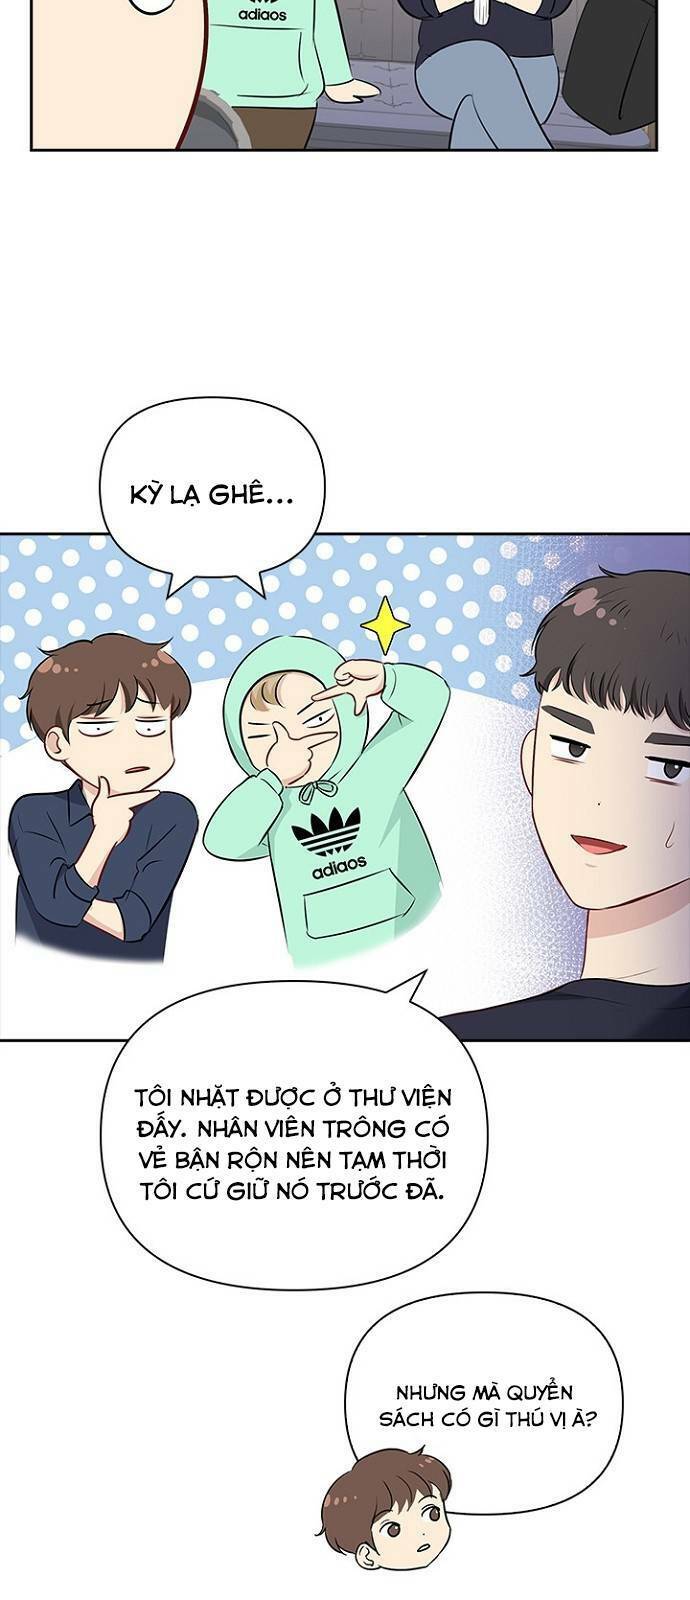 adiaos
KỲ LẠ GHÊ...
adiaos
TÔI NHẶT ĐƯỢC Ở THƯ VIỆN
ĐẤY. NHÂN VIÊN TRÔNG CÓ
VẺ BẬN RỘN NÊN TẠM THỜI
TÔI CỨ GIỮ NÓ TRƯỚC ĐÃ.
NHƯNG MÀ QUYỂN
SÁCH CÓ GÌ THÚ VỊ À?